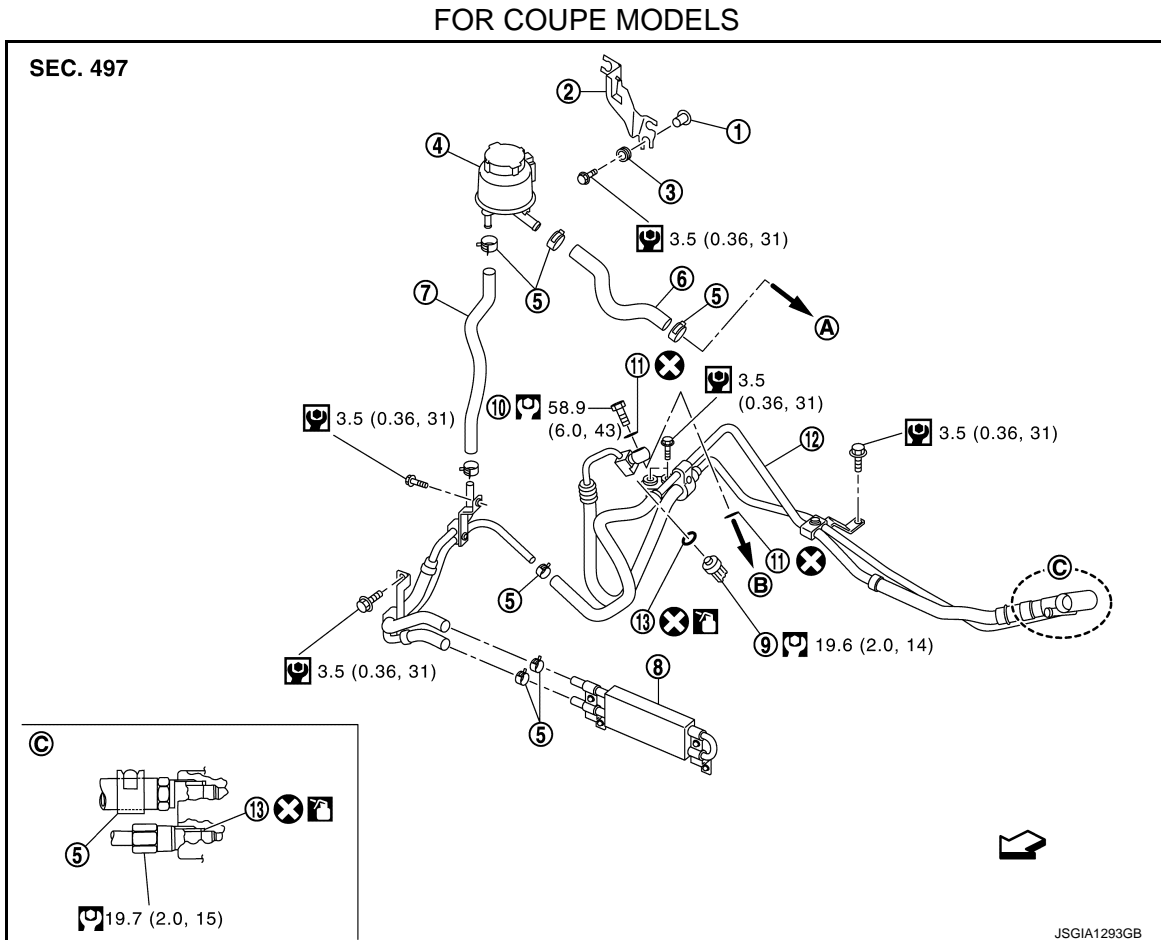 FOR COUPE MODELS
SEC. 497
2
1
4
3
3.5 (0.36, 31)
7
5
6
5
A
11
3.5
(0.36, 31)
10 58.9
(6.0, 43)
3.5 (0.36, 31)
12
3.5 (0.36, 31)
11
B
C
5
13
9 19.6 (2.0, 14)
3.5 (0.36, 31)
8
5
C
13
5
19.7 (2.0, 15)
JSGIA1293GB